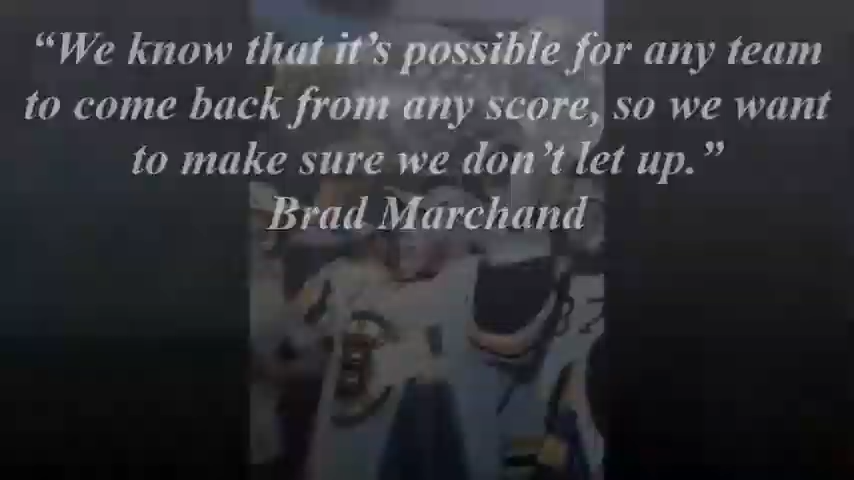 “We know that it’s possible for any team
to come back from any score, so we want
to make sure we don’t let up.”
Brad Marchand